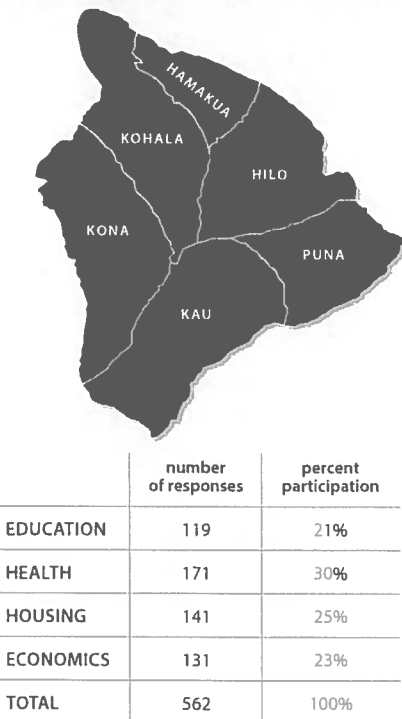 HAMAKUA
KOHALA
HILO
KONA
PUNA
KAU
number of responses percent participation
EDUCATION 119 21%
HEALTH 171 30%
HOUSING 141 25%
ECONOMICS 131 23%
TOTAL 562 100%